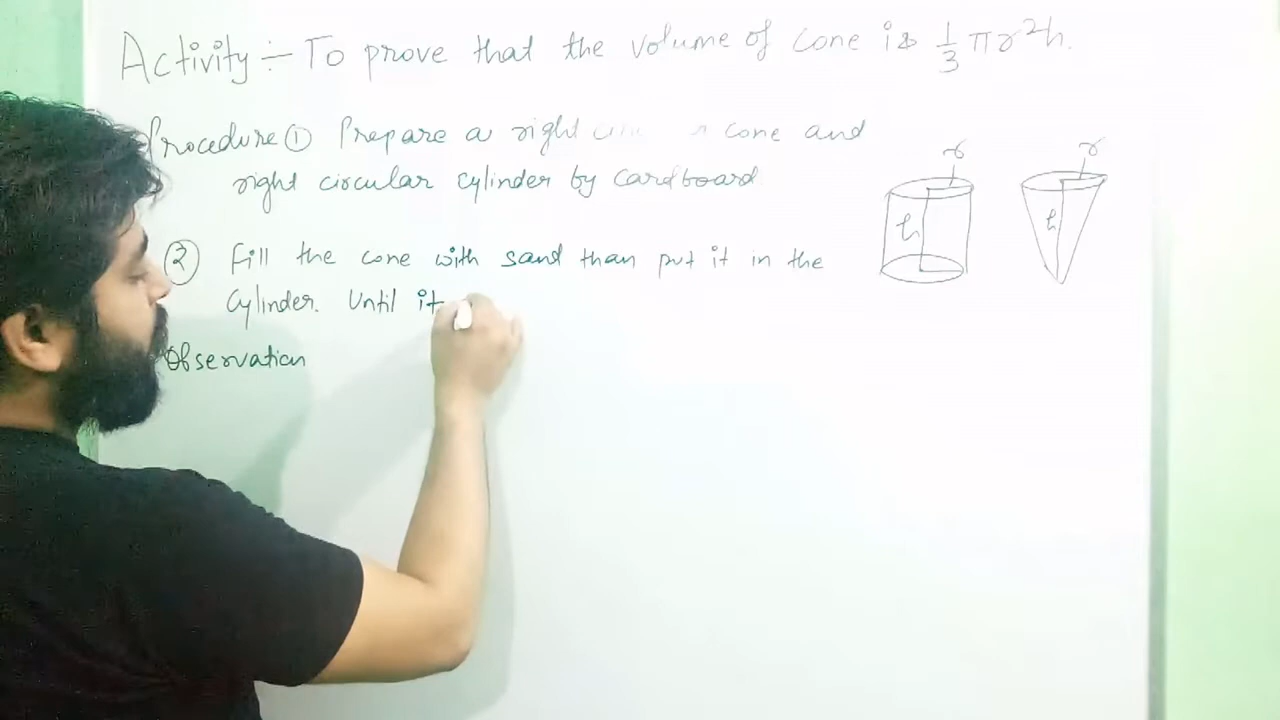 Activity :- To prove that the volume of cone is 1/3 πr²h.
Procedure ① Prepare a right cone and
right circular cylinder by cardboard
② Fill the cone with sand than put it in the
cylinder. Until it
Observation
r
r
h
h